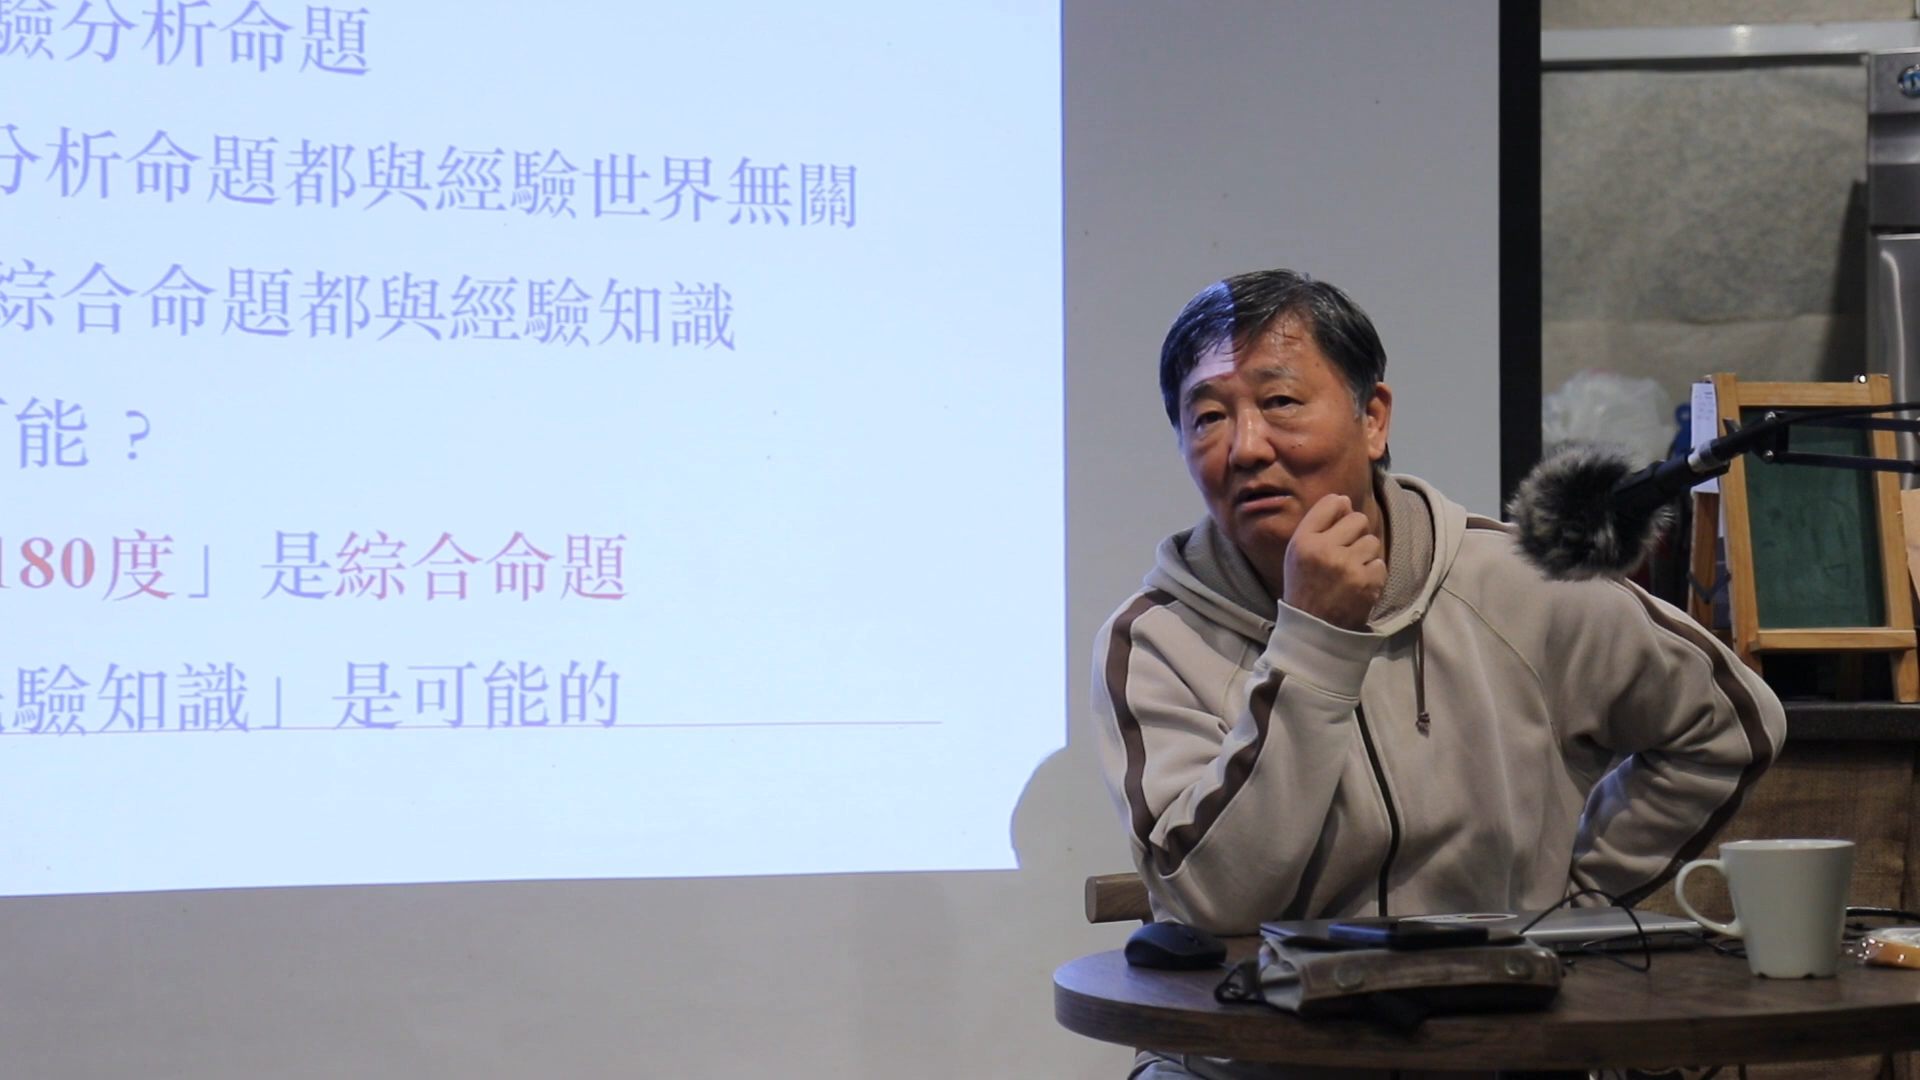 驗分析命題
分析命題都與經驗世界無關
綜合命題都與經驗知識
可能?
180度」是綜合命題
驗知識」是可能的